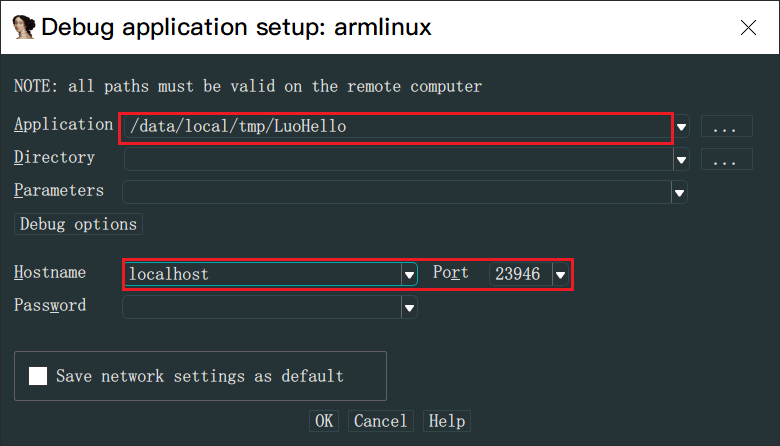 Debug application setup: armlinux
NOTE: all paths must be valid on the remote computer
Application /data/local/tmp/LuoHello ...
Directory ...
Parameters
Debug options
Hostname localhost Port 23946
Password
Save network settings as default
OK Cancel Help